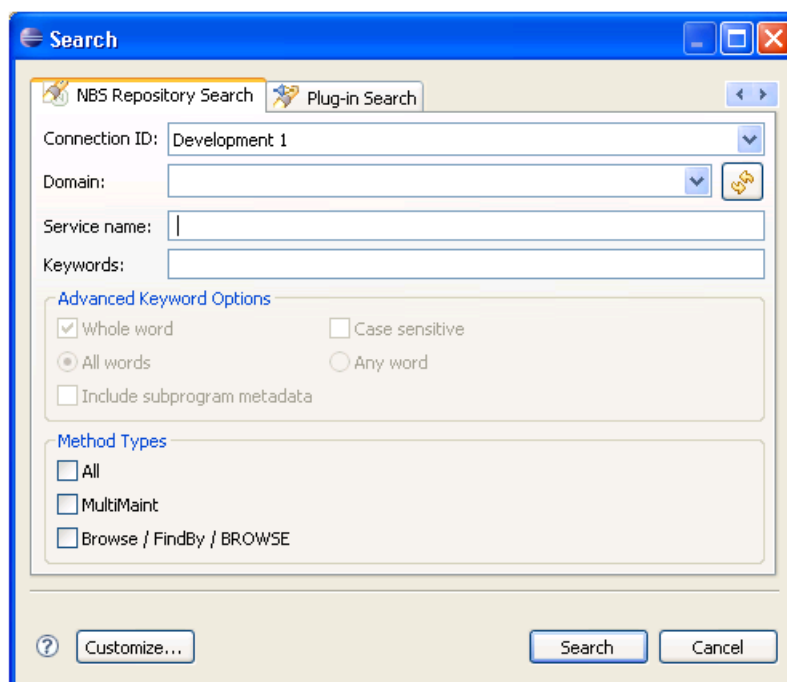 Search
NBS Repository Search Plug-in Search
Connection ID: Development 1
Domain:
Service name:
Keywords:
Advanced Keyword Options
Whole word Case sensitive
All words Any word
Include subprogram metadata
Method Types
All
MultiMaint
Browse / FindBy / BROWSE
? Customize... Search Cancel